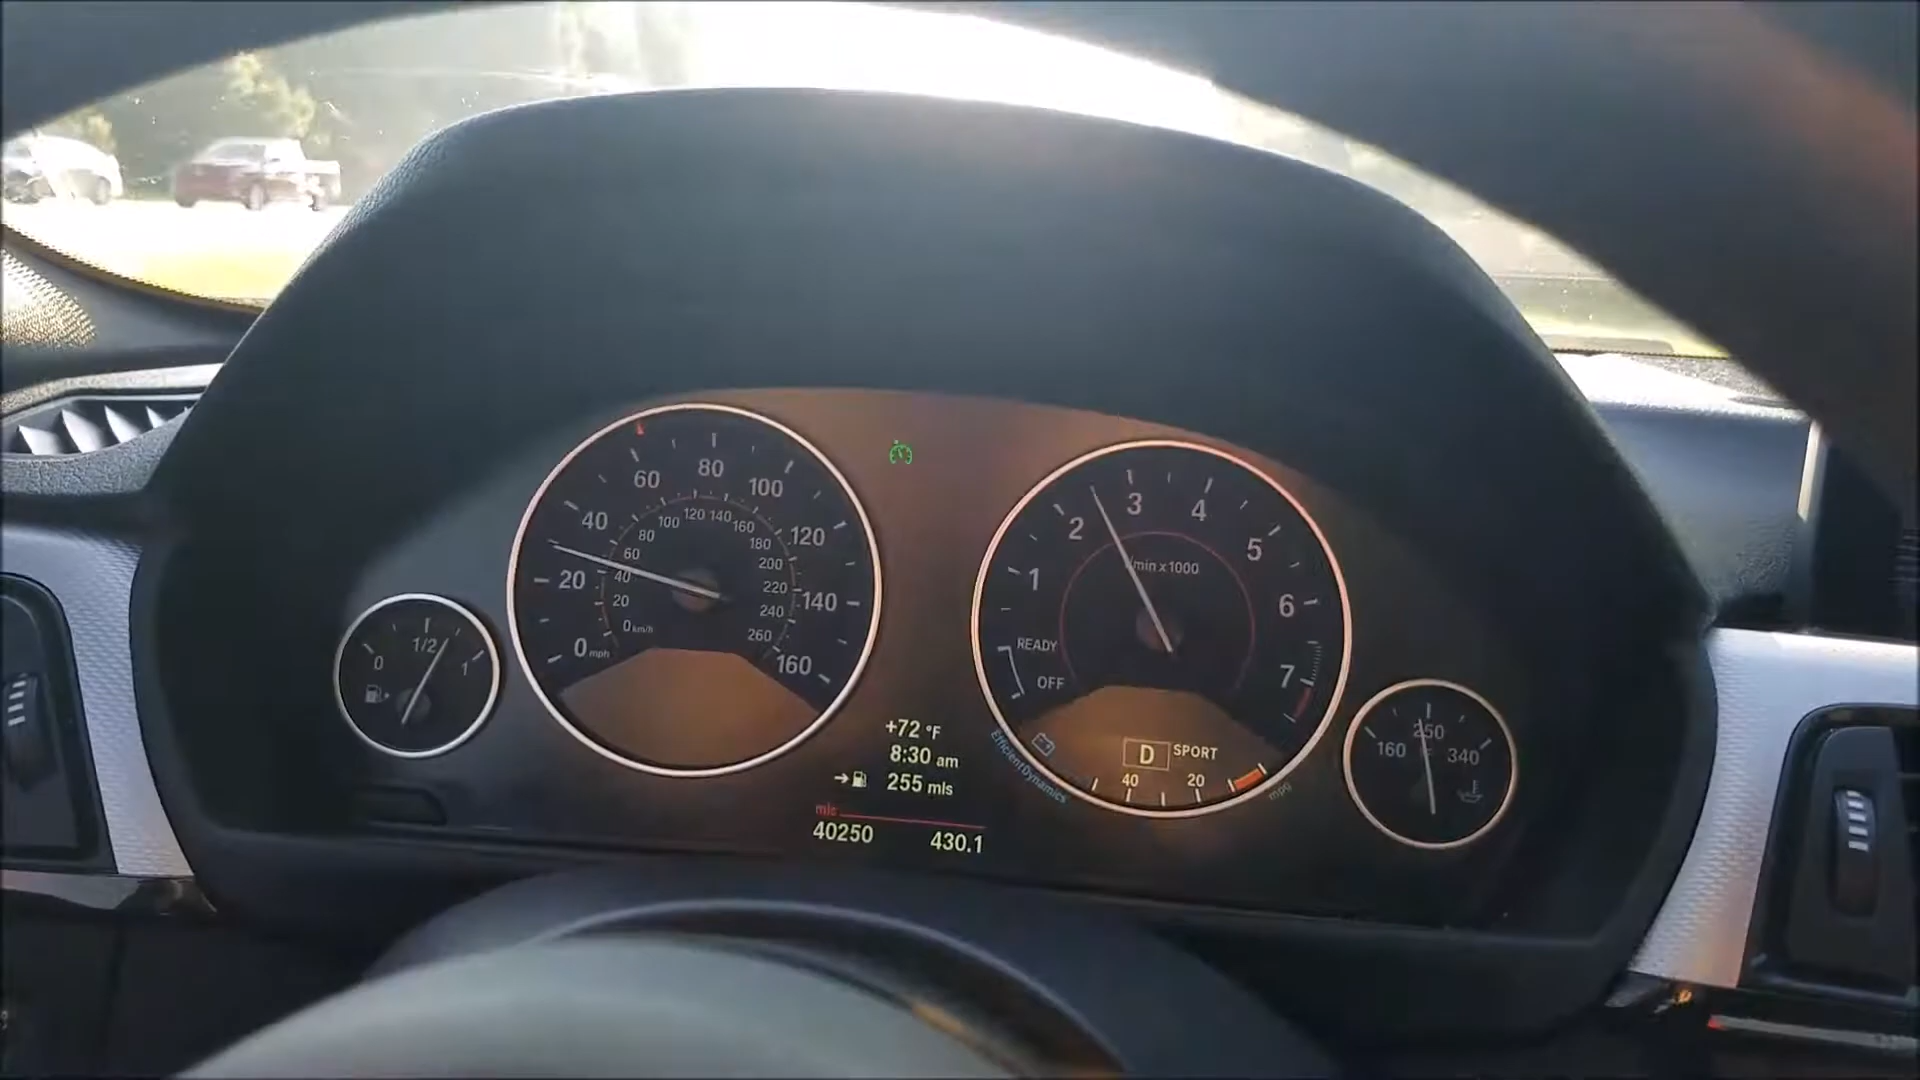 0 1/2 1
0 mph 20 40 60 80 100 120 140 160
0 km/h 20 40 60 80 100 120 140 160 180 200 220 240 260
+72 °F
8:30 am
255 mls
mls
40250 430.1
1 2 3 4 5 6 7
1/min x 1000
READY
OFF
D SPORT
40 20
mpg
EfficientDynamics
160 250 340
°F